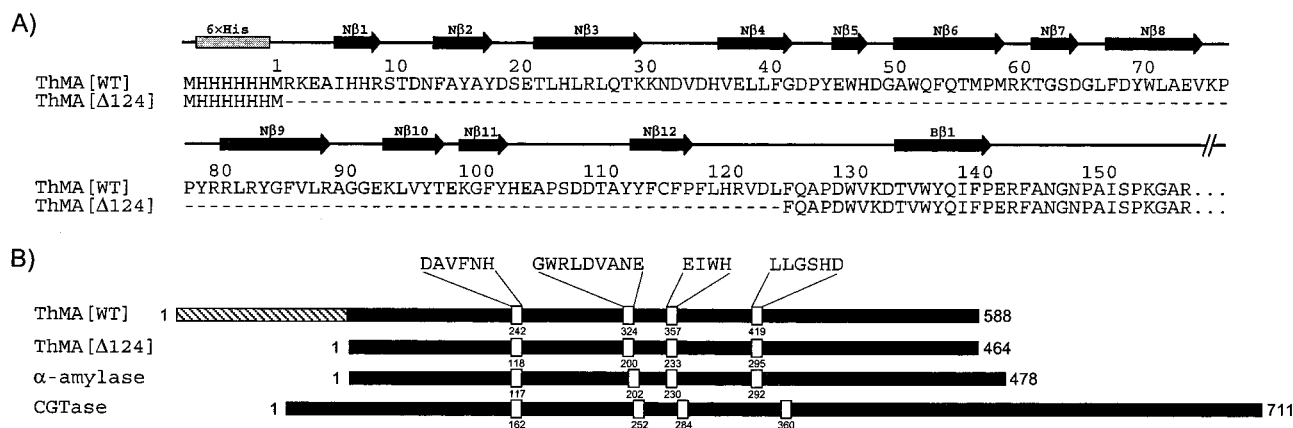 A)
6×His Nβ1 Nβ2 Nβ3 Nβ4 Nβ5 Nβ6 Nβ7 Nβ8
1 10 20 30 40 50 60 70
ThMA[WT] MHHHHHHMRKEAIHHRSTDNFAYAYDSETLHLRLQTKKNDVDHVELLFGDPYEWHDGAWQFQTMPMRKTGSDGLFDYWLAEVKP
ThMA[Δ124] MHHHHHHM----------------------------------------------------------------------------
Nβ9 Nβ10 Nβ11 Nβ12 Bβ1 //
80 90 100 110 120 130 140 150
ThMA[WT] PYRRLRYGFVLRAGGEKLVYTEKGFYHEAPSDDTAYYFCFPFLHRVDLFQAPDWVKDTVWYQIFPERFANGNPAISPKGAR...
ThMA[Δ124] ------------------------------------------------FQAPDWVKDTVWYQIFPERFANGNPAISPKGAR...
B)
DAVFNH GWRLDVANE EIWH LLGSHD
ThMA[WT] 1 588
242 324 357 419
ThMA[Δ124] 1 464
118 200 233 295
α-amylase 1 478
117 202 230 292
CGTase 1 711
162 252 284 360